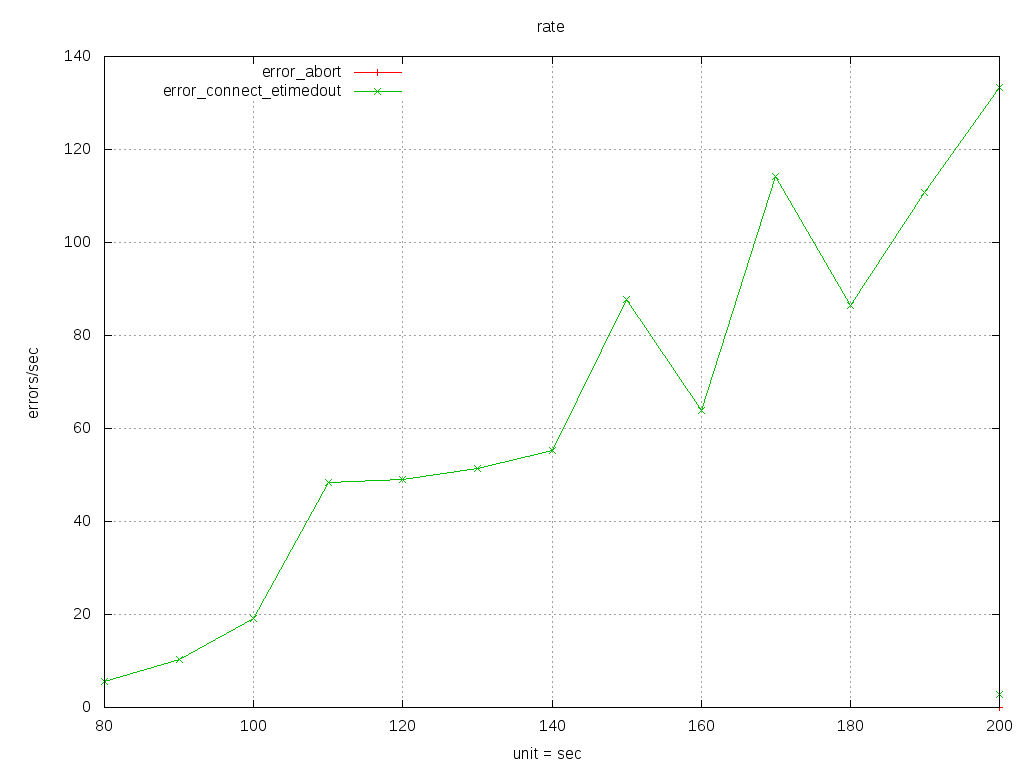 rate
error_abort
error_connect_etimedout
140
120
100
80
60
40
20
0
errors/sec
80 100 120 140 160 180 200
unit = sec